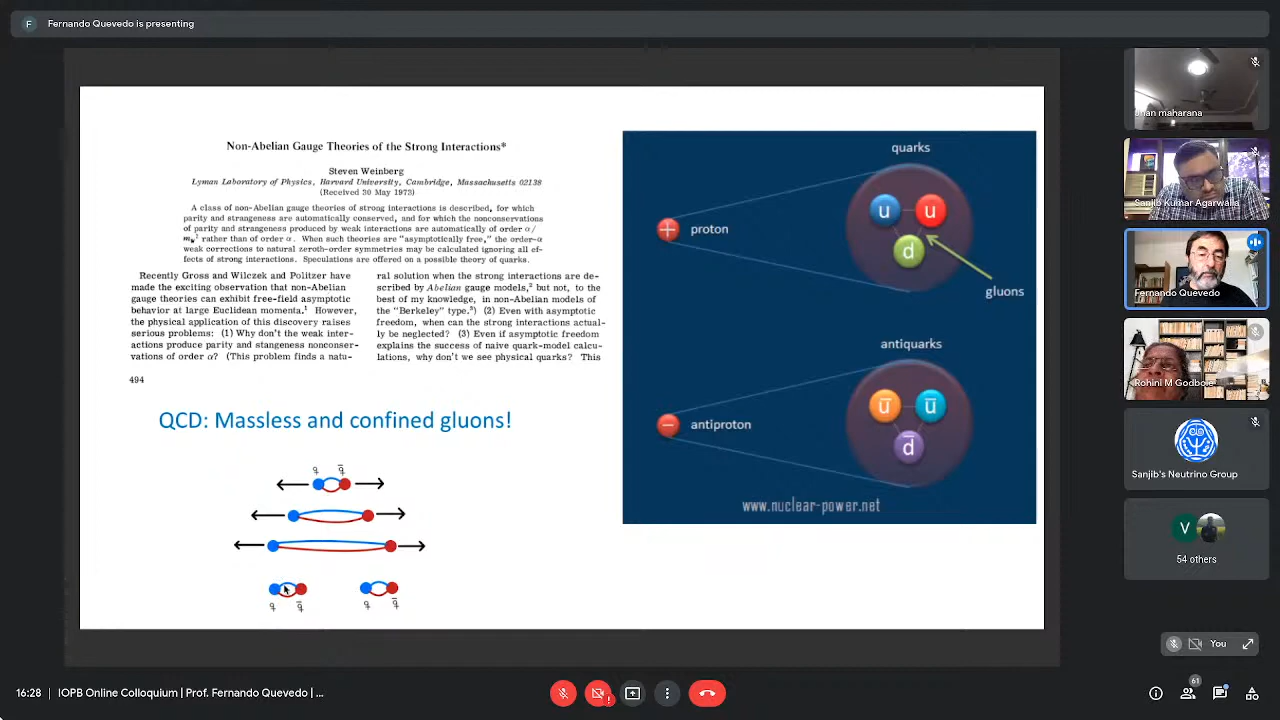 F Fernando Quevedo is presenting
Non-Abelian Gauge Theories of the Strong Interactions*
Steven Weinberg
Lyman Laboratory of Physics, Harvard University, Cambridge, Massachusetts 02138
(Received 30 May 1973)
A class of non-Abelian gauge theories of strong interactions is described, for which
parity and strangeness are automatically conserved, and for which the nonconservations
of parity and strangeness produced by weak interactions are automatically of order α/
rather than of order α. When such theories are "asymptotically free," the order-α
weak corrections to natural zeroth-order symmetries may be calculated ignoring all ef-
fects of strong interactions. Speculations are offered on a possible theory of quarks.
Recently Gross and Wilczek and Politzer have
made the exciting observation that non-Abelian
gauge theories can exhibit free-field asymptotic
behavior at large Euclidean momenta.¹ However,
the physical application of this discovery raises
serious problems: (1) Why don't the weak inter-
actions produce parity and stangeness nonconser-
vations of order α? (This problem finds a natu-
ral solution when the strong interactions are de-
scribed by Abelian gauge models,² but not, to the
best of my knowledge, in non-Abelian models of
the "Berkeley" type.³) (2) Even with asymptotic
freedom, when can the strong interactions actual-
ly be neglected? (3) Even if asymptotic freedom
explains the success of naive quark-model calcu-
lations, why don't we see physical quarks? This
494
QCD: Massless and confined gluons!
q q̄
q q̄ q q̄
quarks
u u
proton
d
gluons
antiquarks
ū ū
antiproton
d̄
www.nuclear-power.net
Jnan maharana
Sanjib Kumar Agarwalla
Fernando Quevedo
Rohini M Godbole
Sanjib's Neutrino Group
V
54 others
You
16:28 | IOPB Online Colloquium | Prof. Fernando Quevedo | ...
61